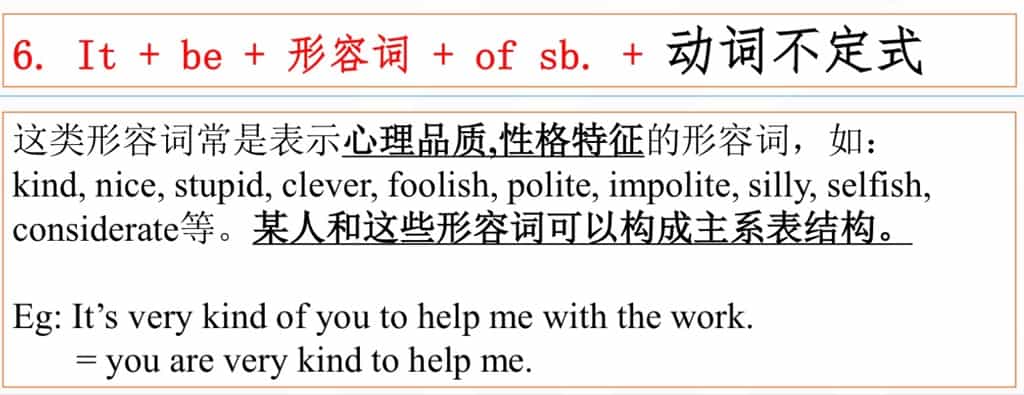 6. It + be + 形容词 + of sb. + 动词不定式
这类形容词常是表示心理品质,性格特征的形容词，如：
kind, nice, stupid, clever, foolish, polite, impolite, silly, selfish,
considerate等。某人和这些形容词可以构成主系表结构。
Eg: It’s very kind of you to help me with the work.
= you are very kind to help me.